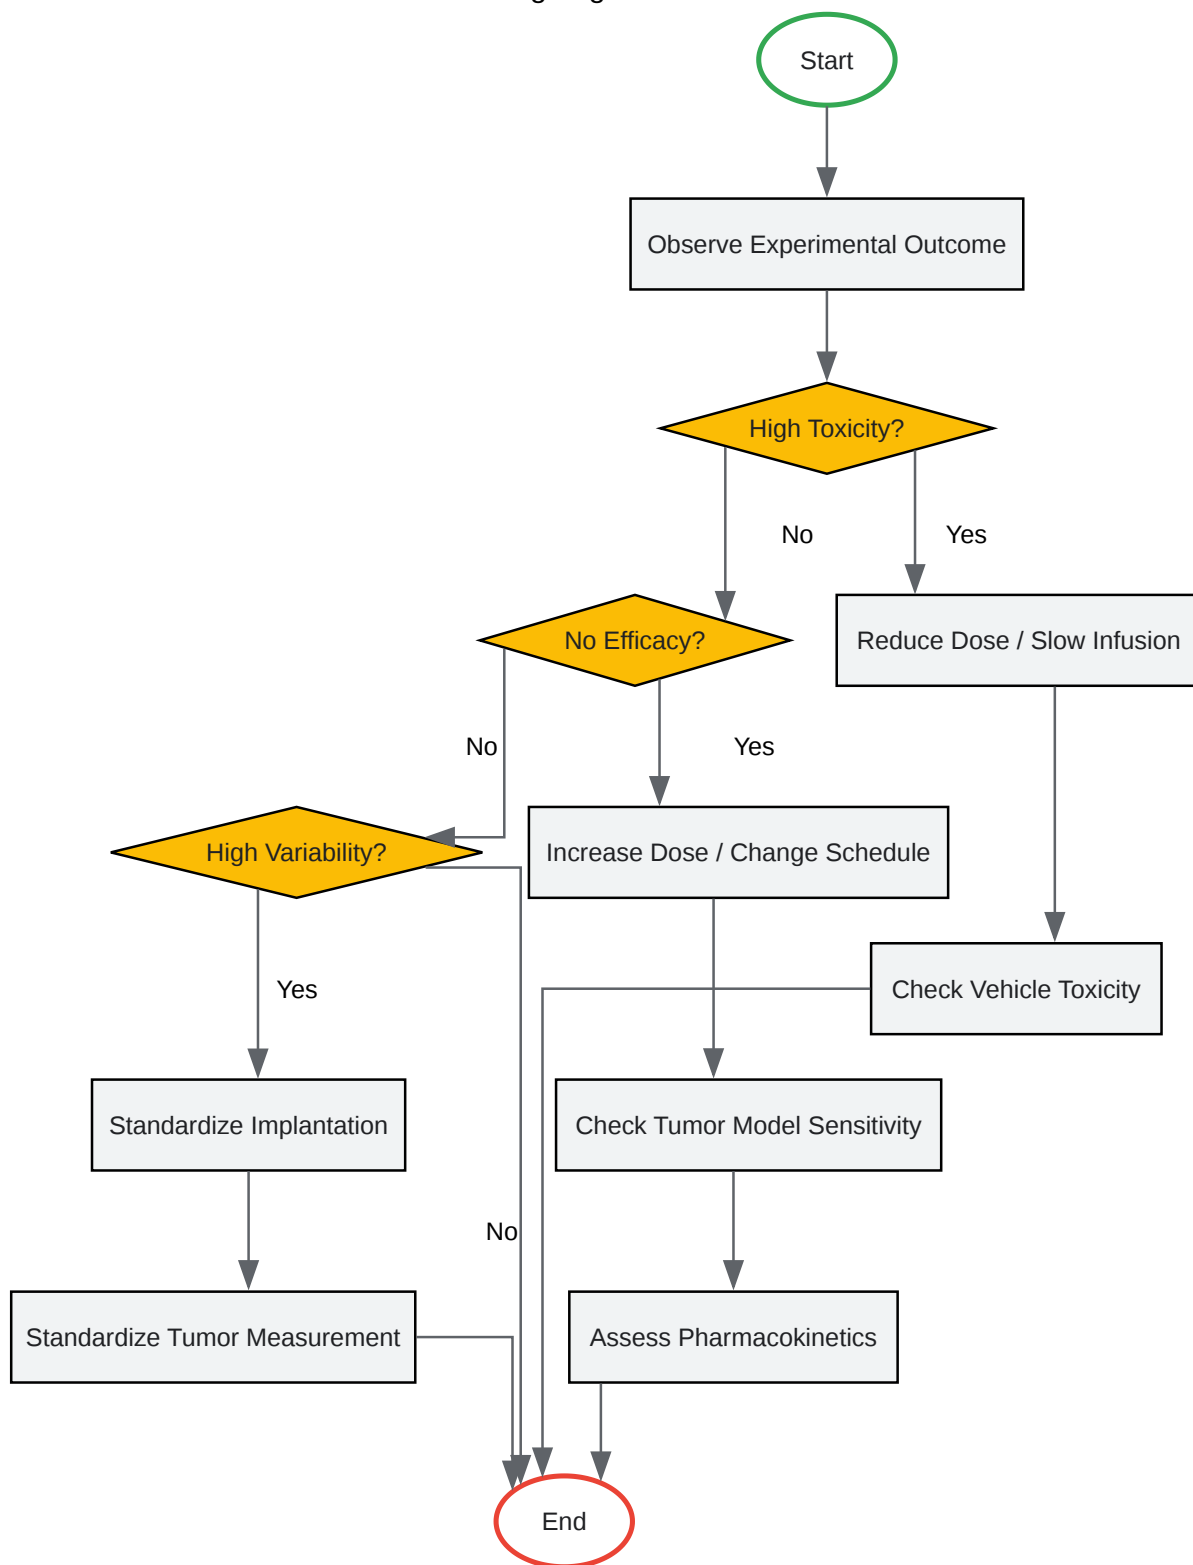 Start
Observe Experimental Outcome
High Toxicity?
No
Yes
No Efficacy?
Reduce Dose / Slow Infusion
No
Yes
High Variability?
Increase Dose / Change Schedule
Yes
Check Vehicle Toxicity
Standardize Implantation
Check Tumor Model Sensitivity
No
Standardize Tumor Measurement
Assess Pharmacokinetics
End